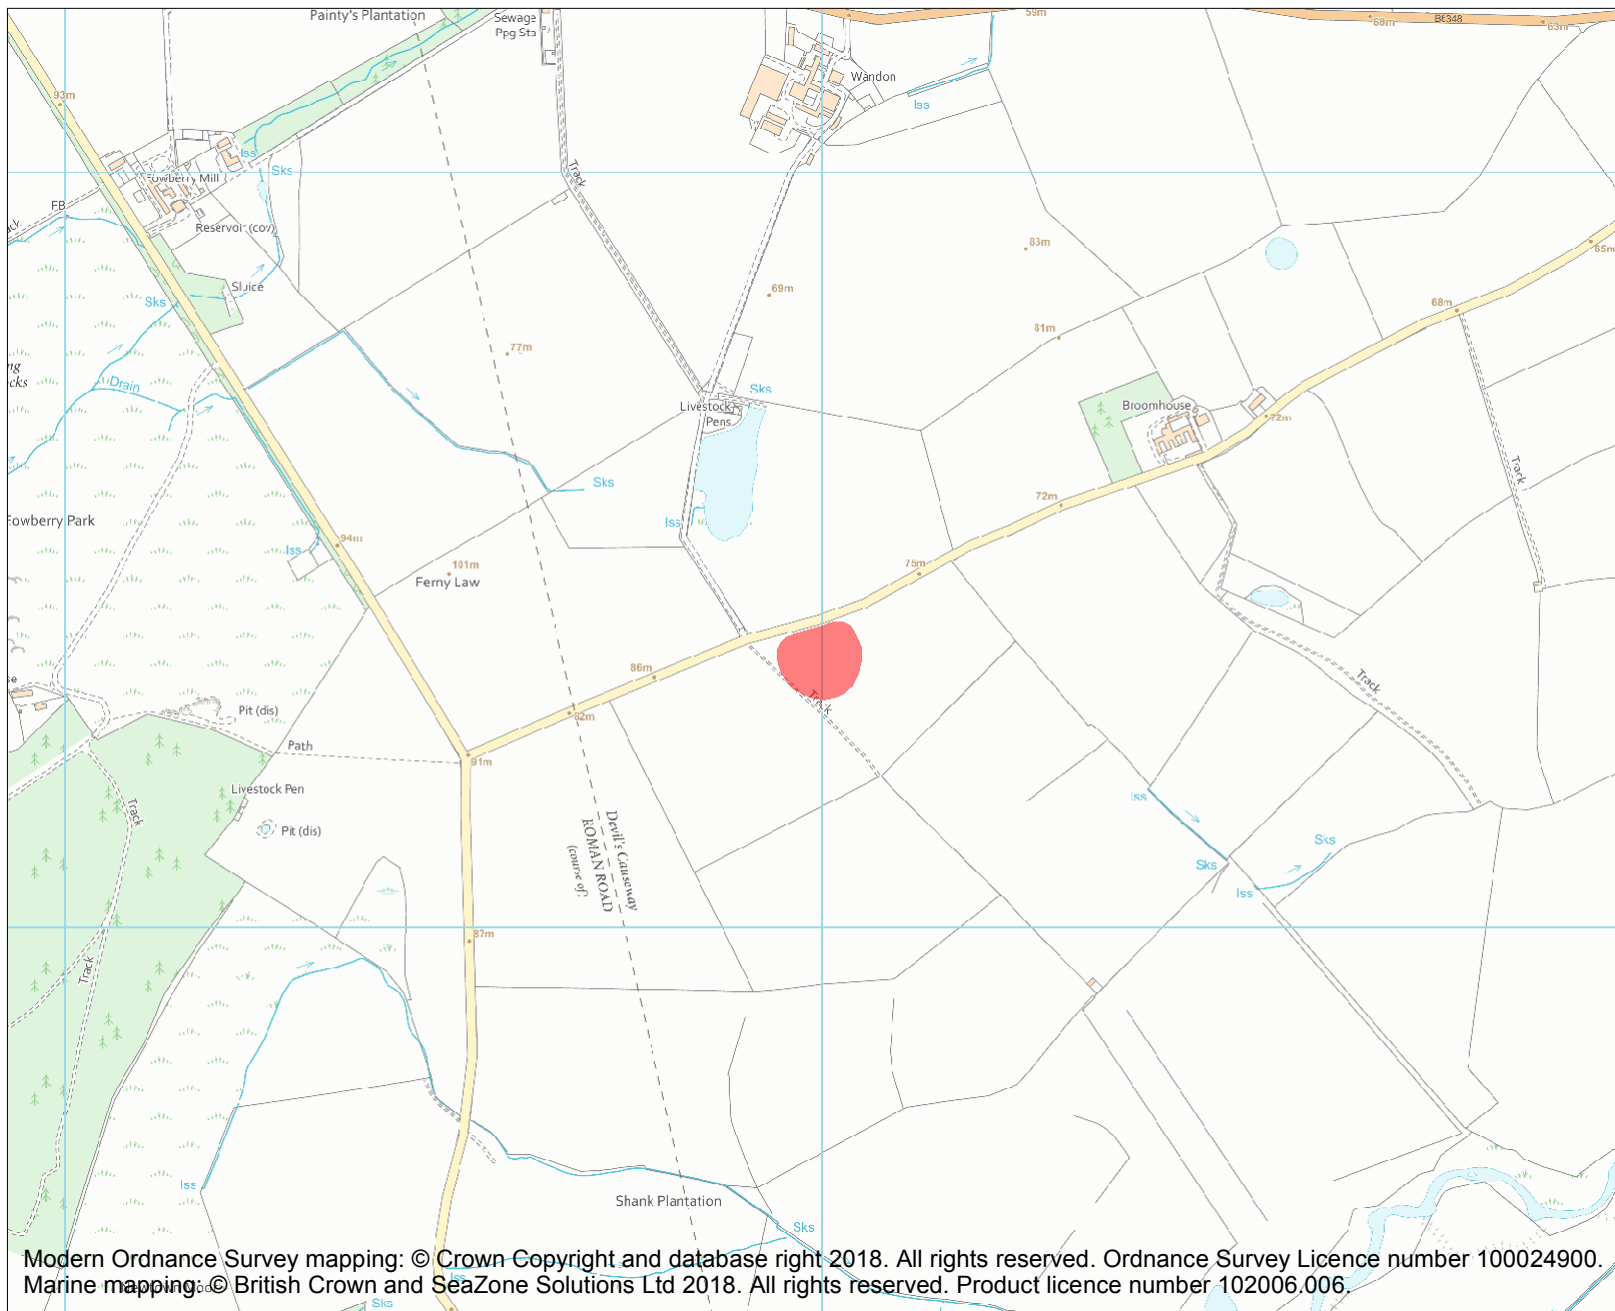 Painty's Plantation
Sewage
Ppg Sta
59m
60m
B6348
63m
93m
Wandon
Iss
Iss
Sks
Fowberry Mill
Track
FB
Reservoir (cov)
83m
65m
Sluice
Sks
69m
68m
81m
77m
Drain
Sks
Livestock
Pens
Broomhouse
72m
Sks
Track
72m
Iss
Fowberry Park
94m
Iss
75m
101m
Ferny Law
86m
Track
Track
Pit (dis)
82m
Path
91m
Livestock Pen
Iss
Track
Pit (dis)
Devil's Causeway
ROMAN ROAD
(course of)
Sks
Sks
Iss
87m
Track
Iss
Shank Plantation
Sks
Modern Ordnance Survey mapping: © Crown Copyright and database right 2018. All rights reserved. Ordnance Survey Licence number 100024900.
Marine mapping: © British Crown and SeaZone Solutions Ltd 2018. All rights reserved. Product licence number 102006.006.
Iss
Sks